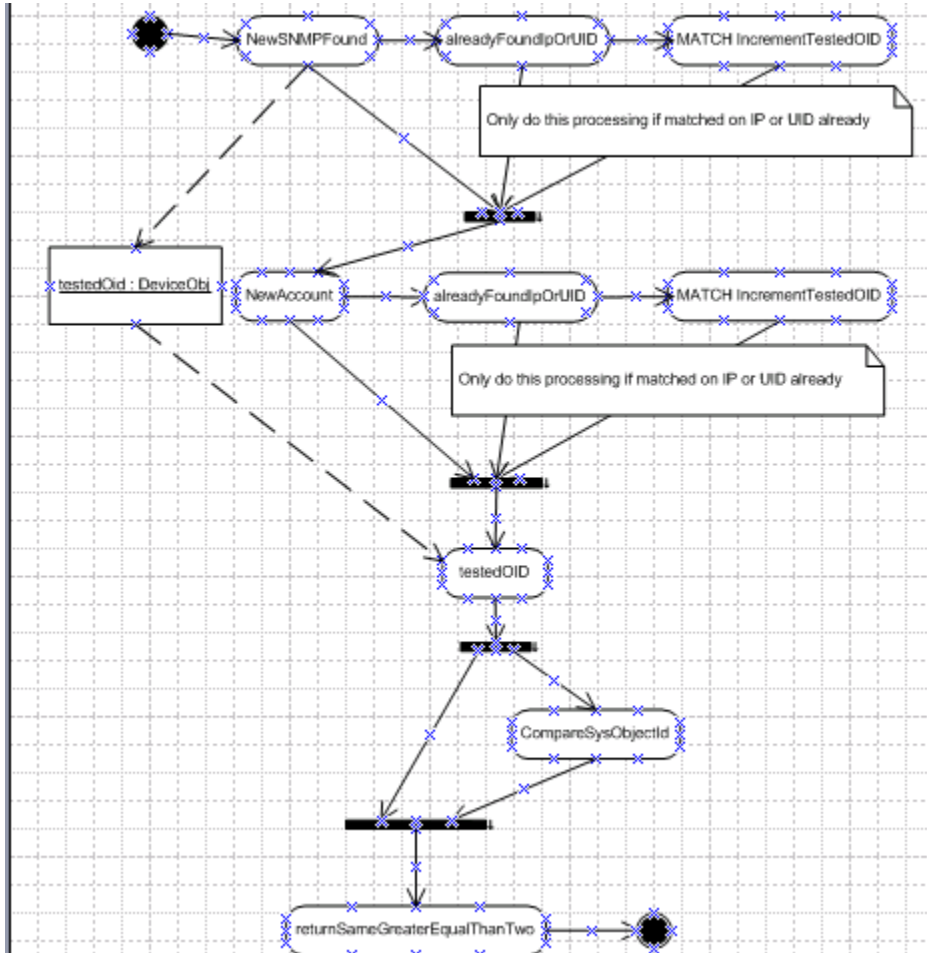 NewSNMPFound
alreadyFoundIpOrUID
MATCH IncrementTestedOID
Only do this processing if matched on IP or UID already
testedOid : DeviceObj
NewAccount
alreadyFoundIpOrUID
MATCH IncrementTestedOID
Only do this processing if matched on IP or UID already
testedOID
CompareSysObjectId
returnSameGreaterEqualThanTwo